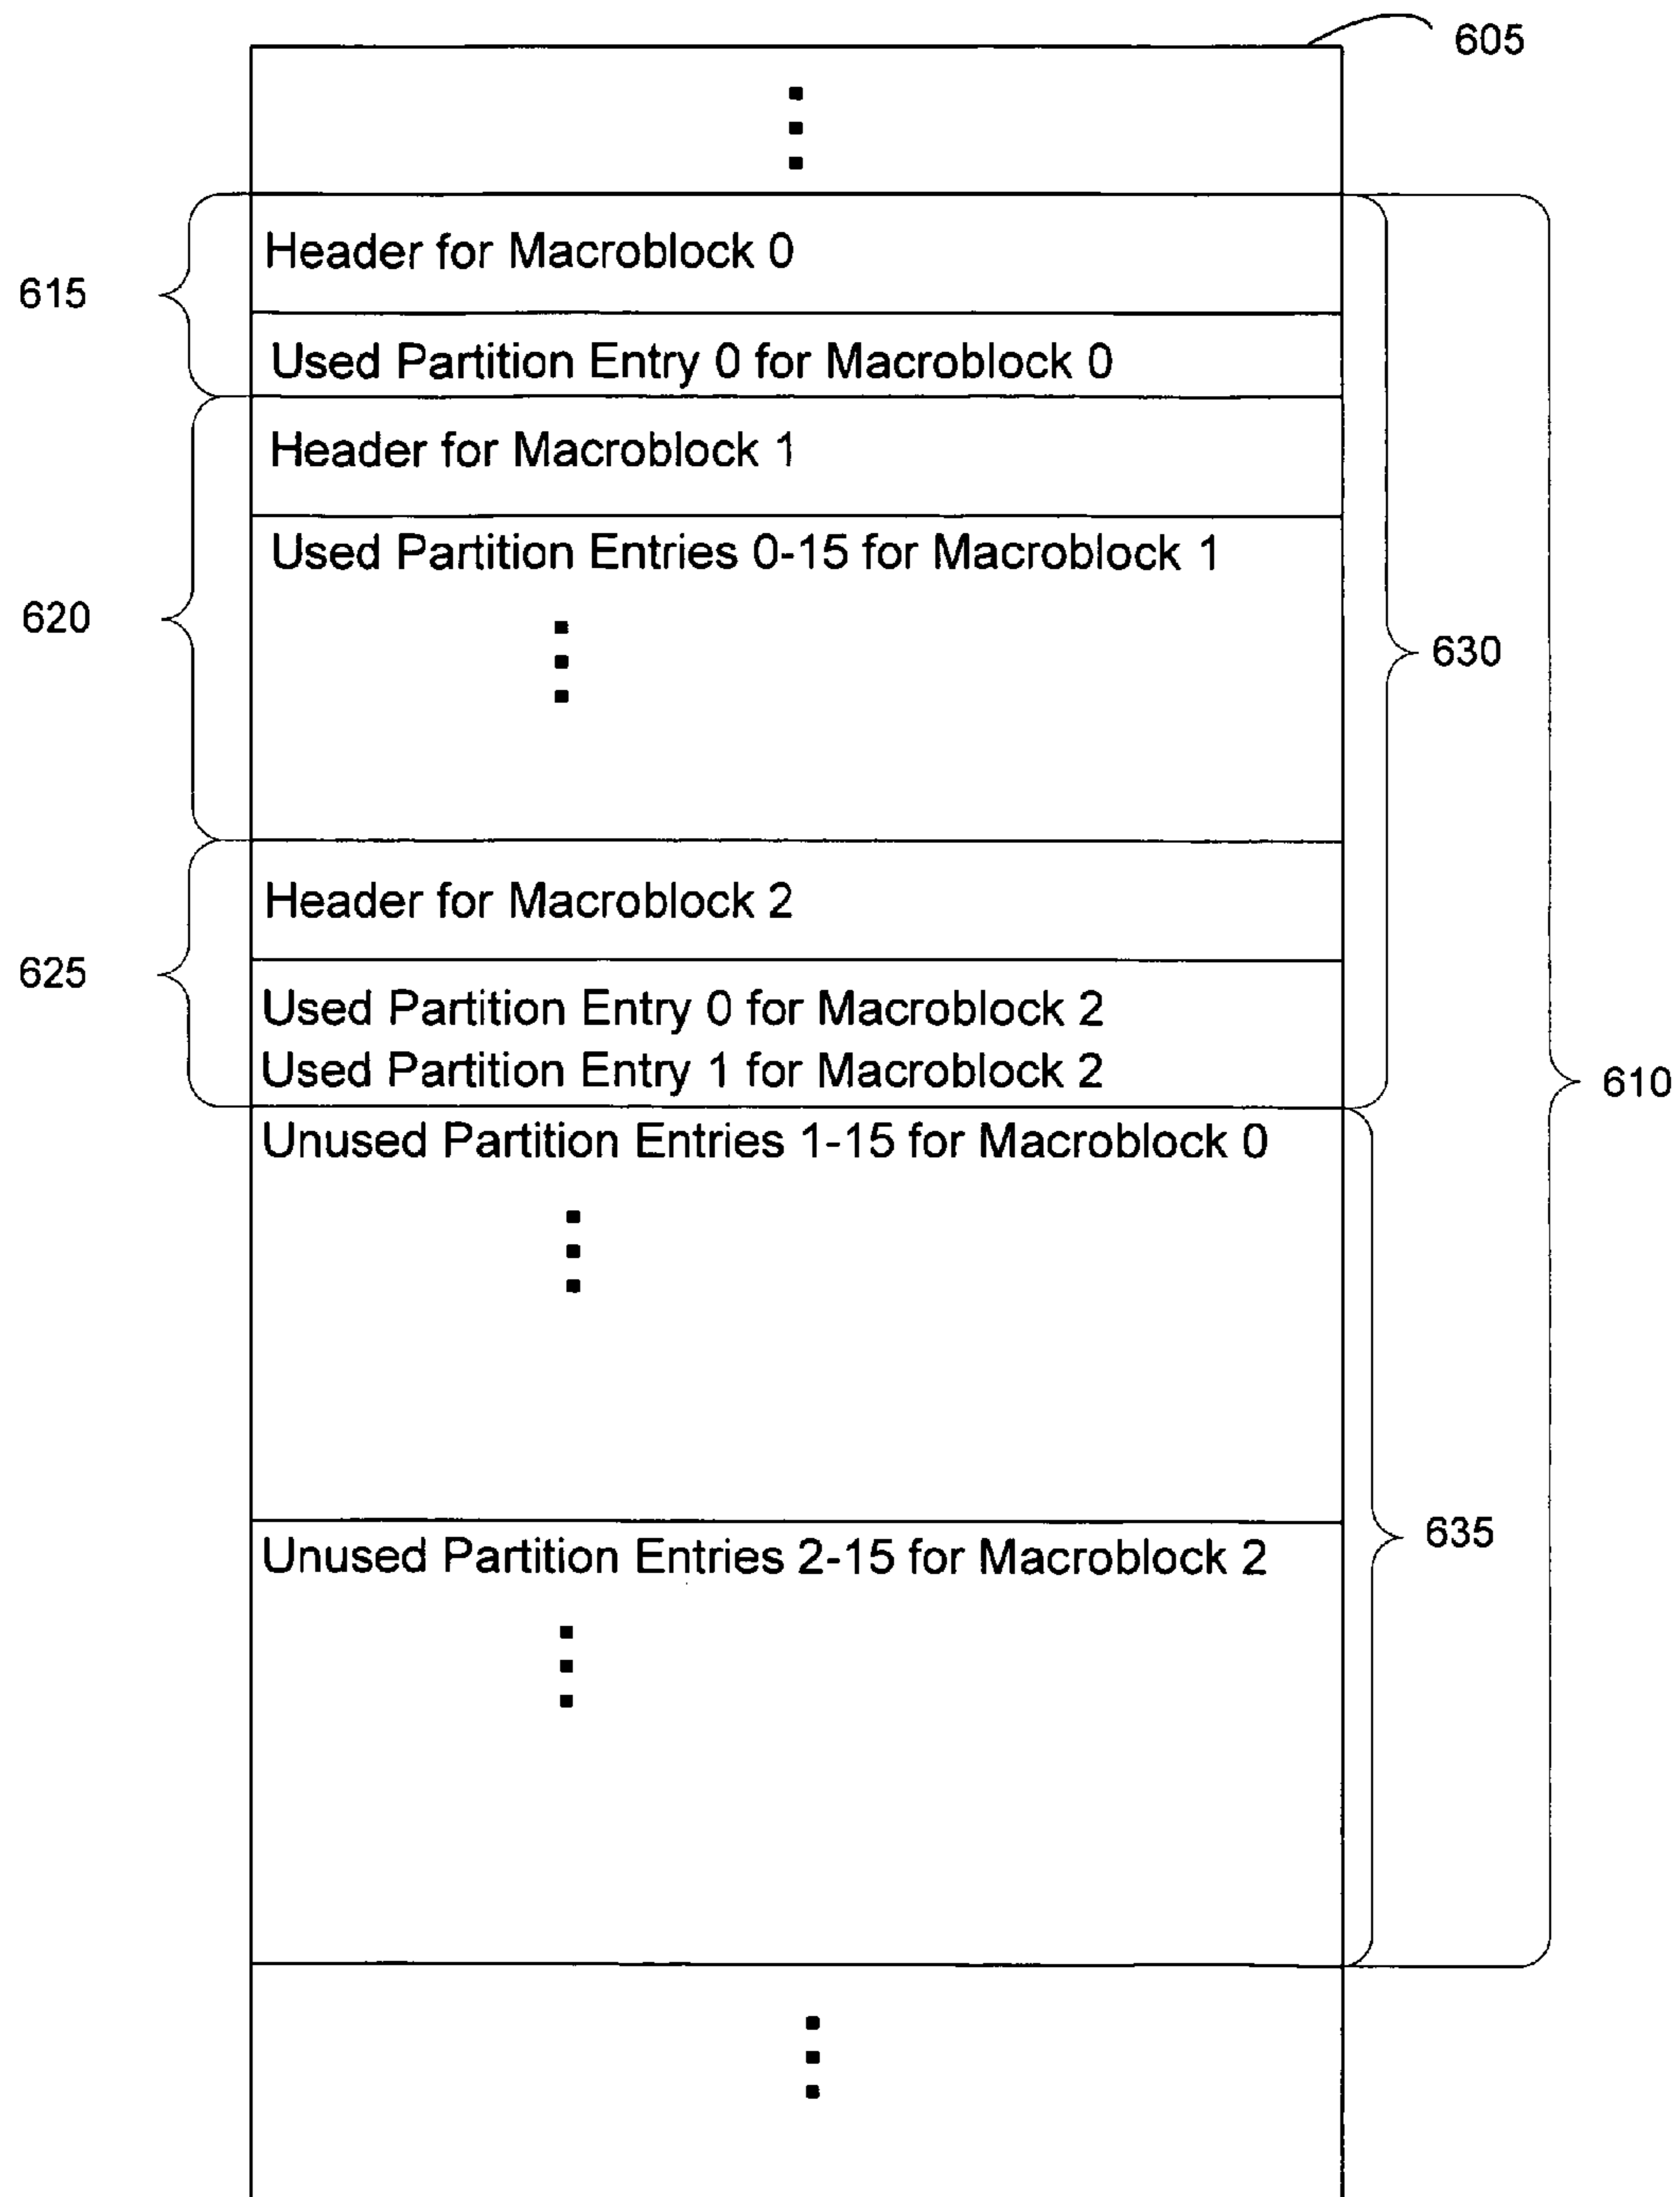 605
Header for Macroblock 0
615
Used Partition Entry 0 for Macroblock 0
Header for Macroblock 1
Used Partition Entries 0-15 for Macroblock 1
620
630
Header for Macroblock 2
625
Used Partition Entry 0 for Macroblock 2
Used Partition Entry 1 for Macroblock 2
610
Unused Partition Entries 1-15 for Macroblock 0
635
Unused Partition Entries 2-15 for Macroblock 2